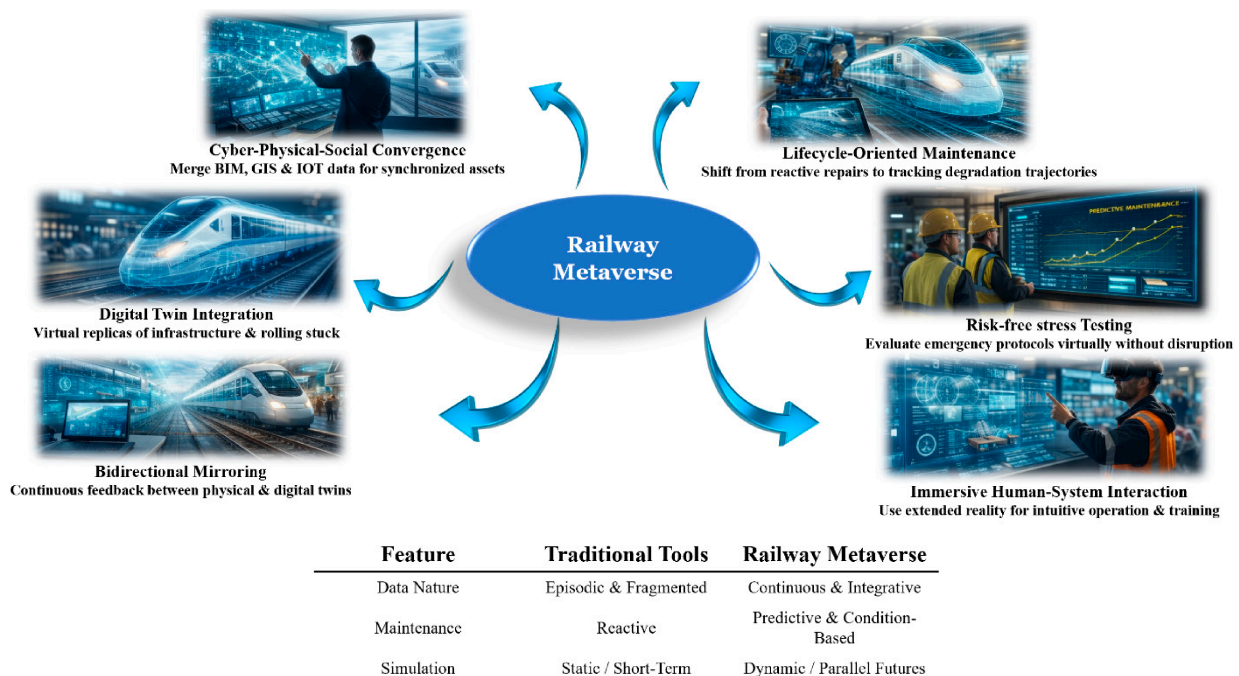 Cyber-Physical-Social Convergence
Merge BIM, GIS & IOT data for synchronized assets
Lifecycle-Oriented Maintenance
Shift from reactive repairs to tracking degradation trajectories
Digital Twin Integration
Virtual replicas of infrastructure & rolling stuck
Railway
Metaverse
PREDICTIVE MAINTENANCE
Risk-free stress Testing
Evaluate emergency protocols virtually without disruption
Bidirectional Mirroring
Continuous feedback between physical & digital twins
Immersive Human-System Interaction
Use extended reality for intuitive operation & training
Feature Traditional Tools Railway Metaverse
Data Nature Episodic & Fragmented Continuous & Integrative
Maintenance Reactive Predictive & Condition-
Based
Simulation Static / Short-Term Dynamic / Parallel Futures